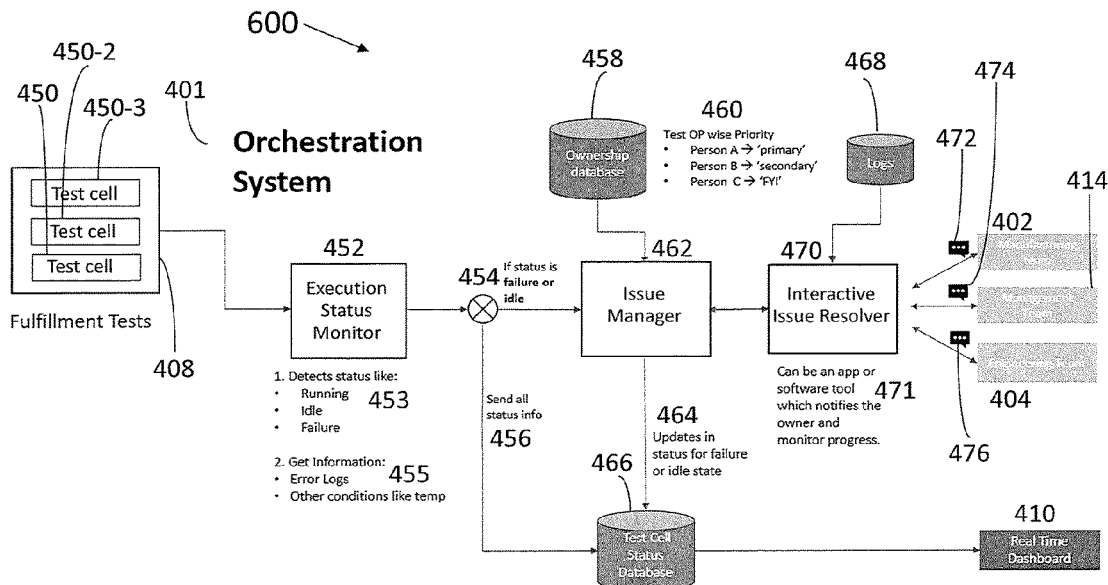 600
450-2
450
450-3
401
Orchestration
System
Test cell
Test cell
Test cell
Fulfillment Tests
408
458
Ownership
database
460
Test OP wise Priority
• Person A → 'primary'
• Person B → 'secondary'
• Person C → 'FYI'
468
Logs
474
472
402
414
452
Execution
Status
Monitor
454
If status is
failure or
idle
462
Issue
Manager
470
Interactive
Issue Resolver
404
476
1. Detects status like:
• Running
• Idle
• Failure
453
2. Get Information:
• Error Logs
• Other conditions like temp
455
Send all
status info
456
464
Updates in
status for failure
or idle state
Can be an app or
software tool
which notifies the
owner and
monitor progress.
471
466
Test Cell
Status
Database
410
Real Time
Dashboard